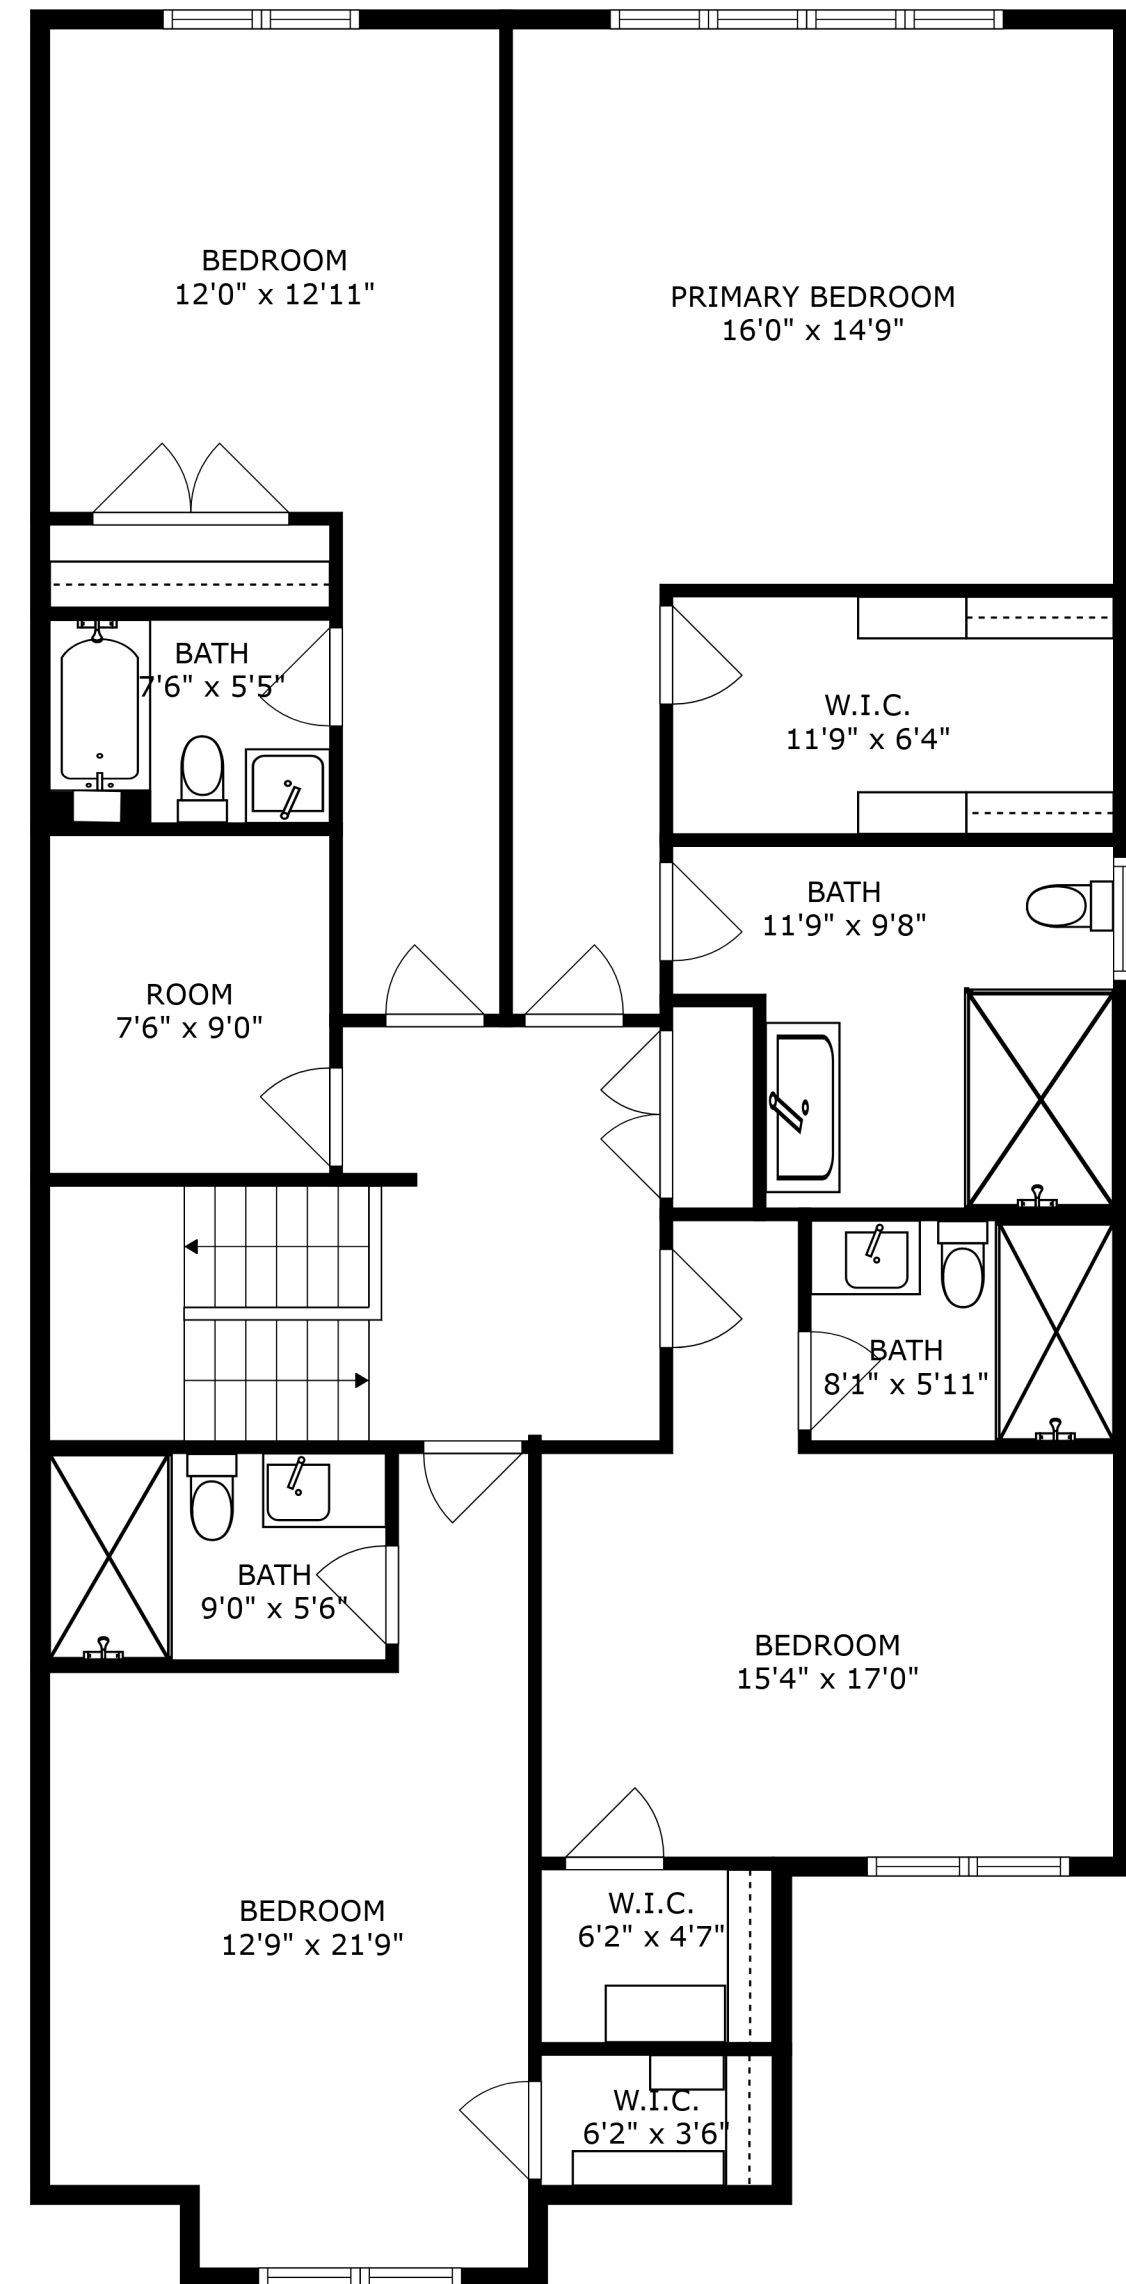 BEDROOM
12'0" x 12'11"
PRIMARY BEDROOM
16'0" x 14'9"
BATH
7'6" x 5'5"
W.I.C.
11'9" x 6'4"
BATH
11'9" x 9'8"
ROOM
7'6" x 9'0"
BATH
8'1" x 5'11"
BATH
9'0" x 5'6"
BEDROOM
15'4" x 17'0"
BEDROOM
12'9" x 21'9"
W.I.C.
6'2" x 4'7"
W.I.C.
6'2" x 3'6"